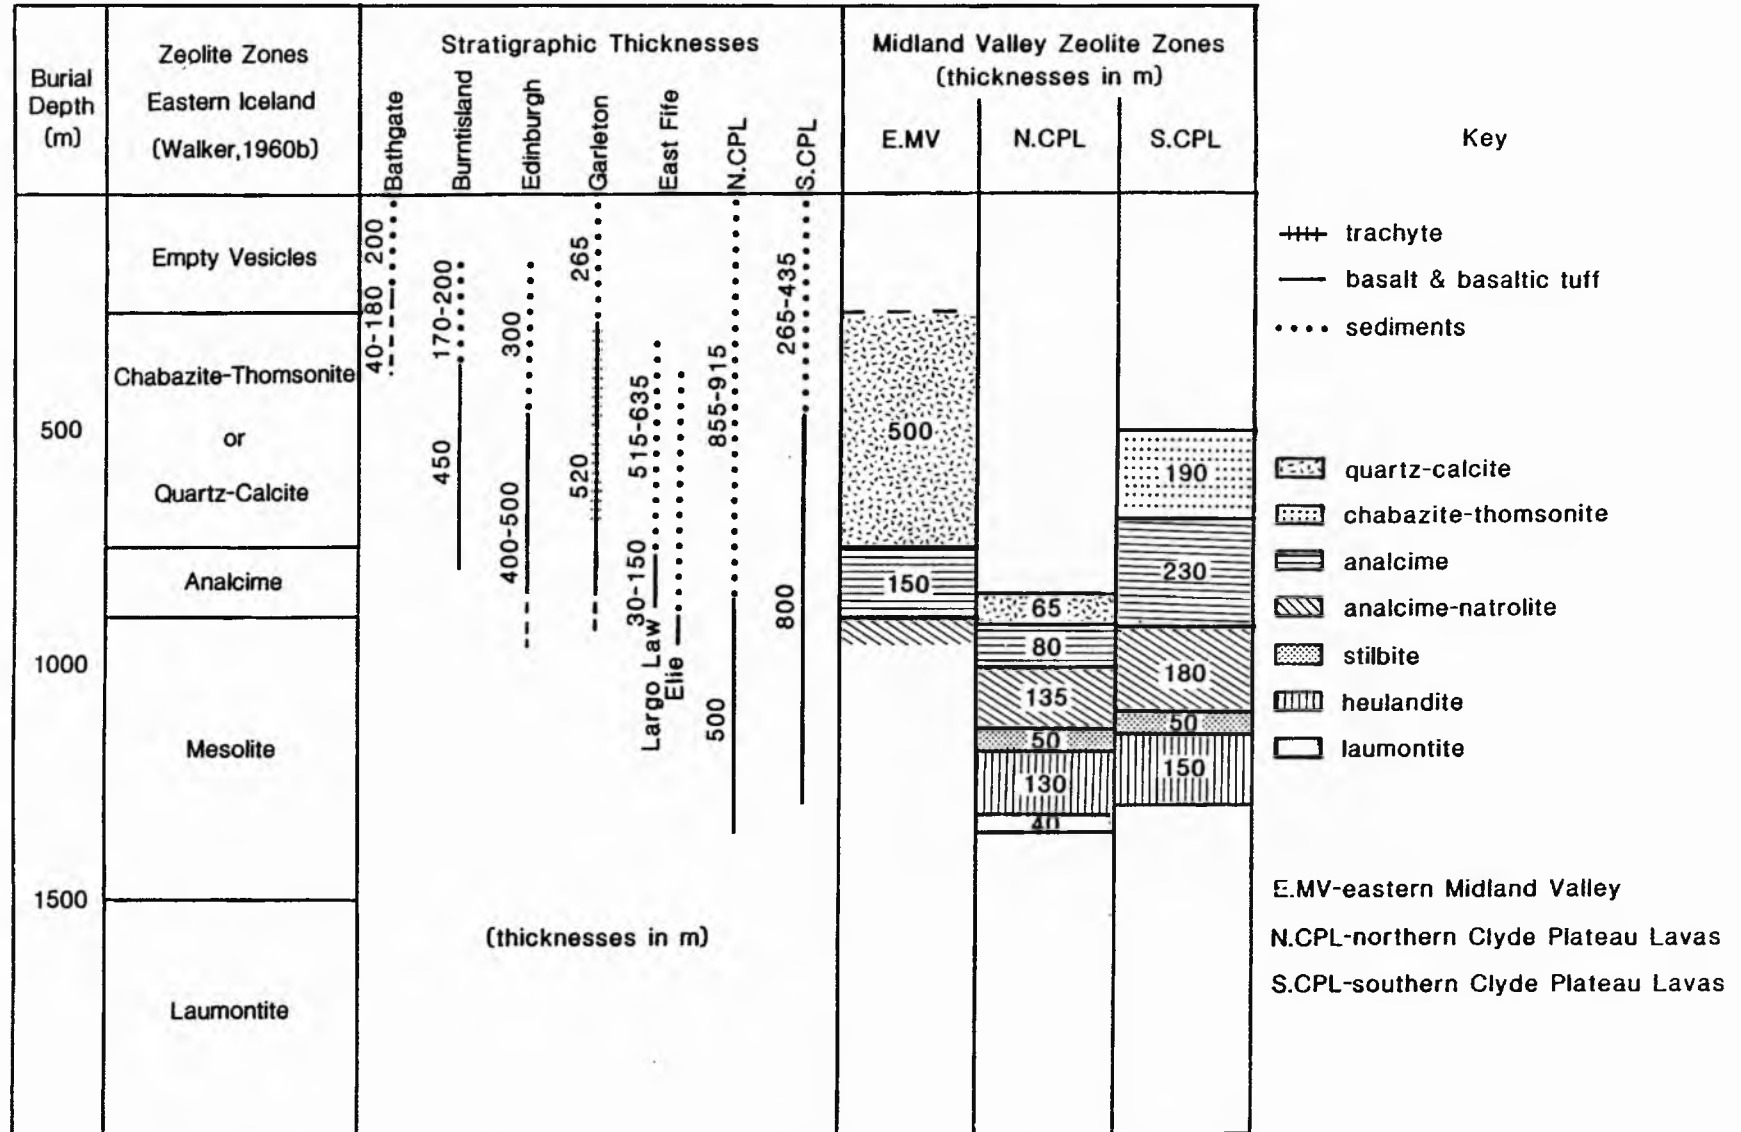 Burial
Depth
(m)
Zeolite Zones
Eastern Iceland
(Walker,1960b)
Stratigraphic Thicknesses
Bathgate
Burntisland
Edinburgh
Garleton
East Fife
N.CPL
S.CPL
Midland Valley Zeolite Zones
(thicknesses in m)
E.MV
N.CPL
S.CPL
500
1000
1500
Empty Vesicles
Chabazite-Thomsonite
or
Quartz-Calcite
Analcime
Mesolite
Laumontite
200
40-180
170-200
450
300
400-500
265
520
515-635
30-150
Largo Law
Elie
855-915
500
265-435
800
(thicknesses in m)
500
150
65
80
135
50
130
40
190
230
180
50
150
Key
trachyte
basalt & basaltic tuff
sediments
quartz-calcite
chabazite-thomsonite
analcime
analcime-natrolite
stilbite
heulandite
laumontite
E.MV-eastern Midland Valley
N.CPL-northern Clyde Plateau Lavas
S.CPL-southern Clyde Plateau Lavas